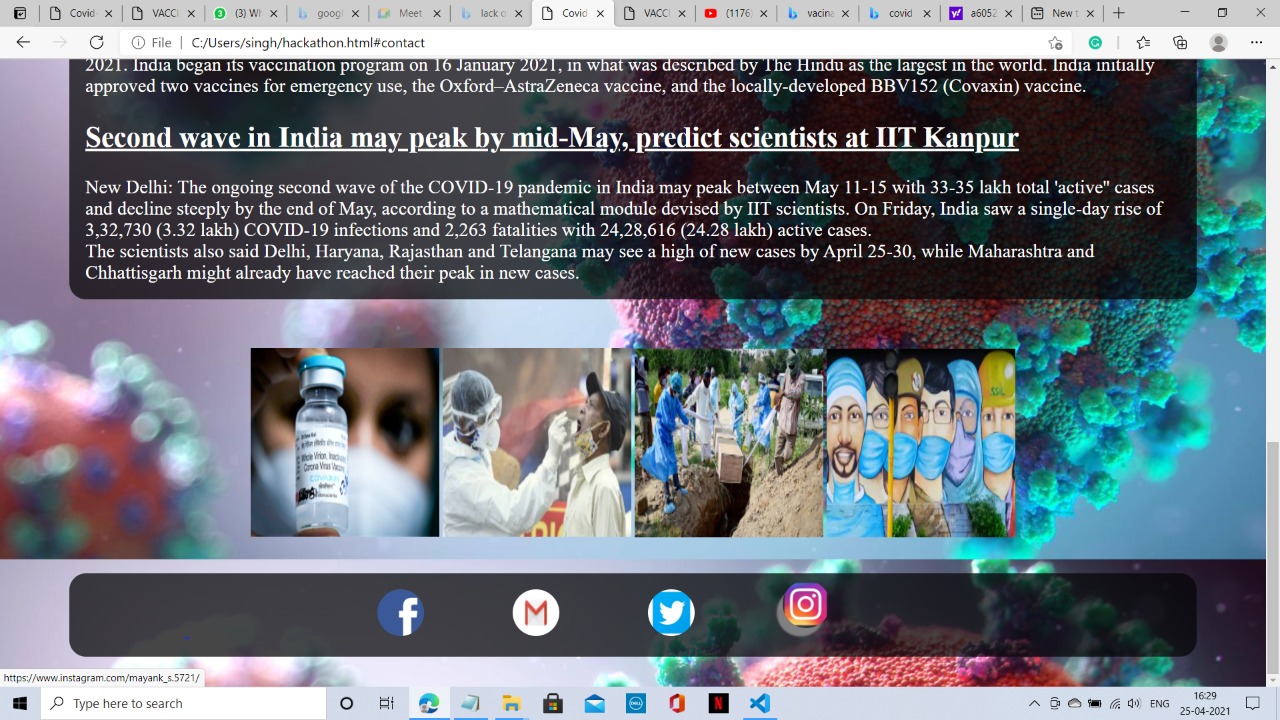 Covid
VACCI
(3) W
googl
Meet
lack o
Covid
VACCI
(1176
vacina
covid
a6052
New t
File
C:/Users/singh/hackathon.html#contact
2021. India began its vaccination program on 16 January 2021, in what was described by The Hindu as the largest in the world. India initially
approved two vaccines for emergency use, the Oxford–AstraZeneca vaccine, and the locally-developed BBV152 (Covaxin) vaccine.
Second wave in India may peak by mid-May, predict scientists at IIT Kanpur
New Delhi: The ongoing second wave of the COVID-19 pandemic in India may peak between May 11-15 with 33-35 lakh total 'active" cases
and decline steeply by the end of May, according to a mathematical module devised by IIT scientists. On Friday, India saw a single-day rise of
3,32,730 (3.32 lakh) COVID-19 infections and 2,263 fatalities with 24,28,616 (24.28 lakh) active cases.
The scientists also said Delhi, Haryana, Rajasthan and Telangana may see a high of new cases by April 25-30, while Maharashtra and
Chhattisgarh might already have reached their peak in new cases.
Whole Virion, Inactivated
Corona Virus Vaccine
COVAXIN
https://www.instagram.com/mayank_s.5721/
Type here to search
DELL
N
ENG
16:29
25-04-2021